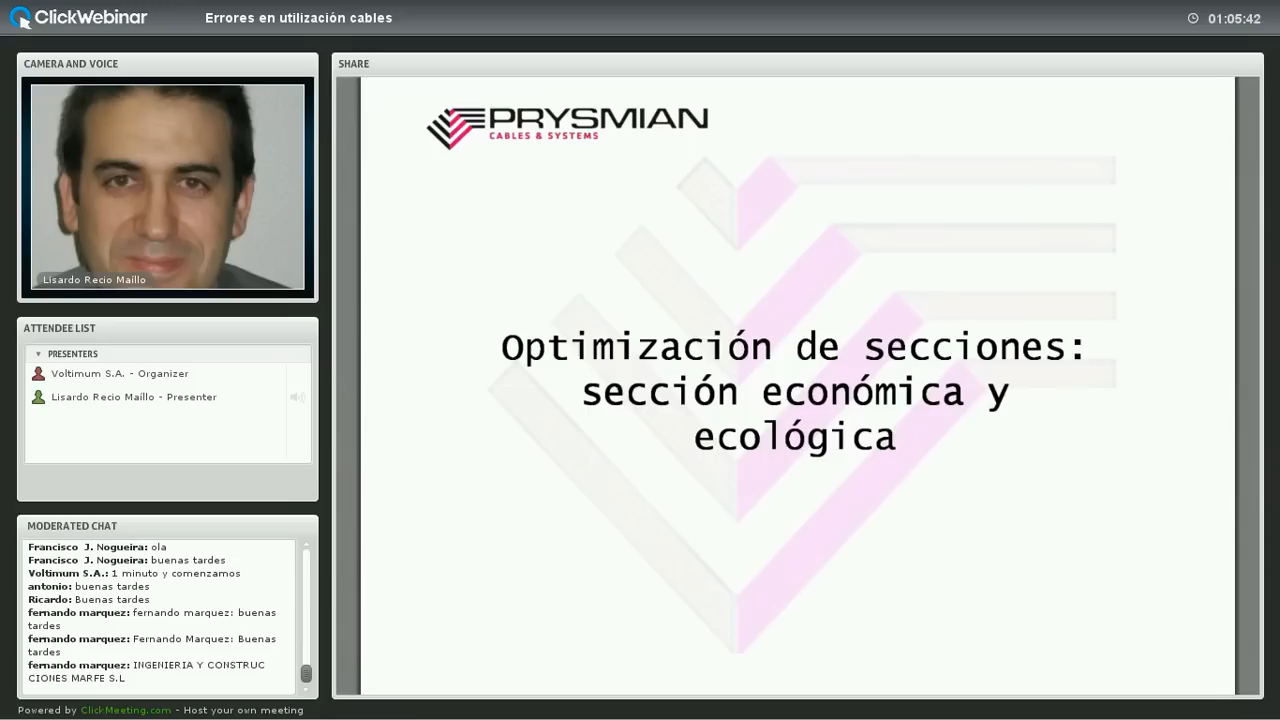 ClickWebinar
Errores en utilización cables
01:05:42
CAMERA AND VOICE
Lisardo Recio Maíllo
ATTENDEE LIST
PRESENTERS
Voltimum S.A. - Organizer
Lisardo Recio Maíllo - Presenter
MODERATED CHAT
Francisco J. Nogueira: ola
Francisco J. Nogueira: buenas tardes
Voltimum S.A.: 1 minuto y comenzamos
antonio: buenas tardes
Ricardo: Buenas tardes
fernando marquez: fernando marquez: buenas
tardes
fernando marquez: Fernando Marquez: Buenas
tardes
fernando marquez: INGENIERIA Y CONSTRUC
CIONES MARFE S.L
SHARE
PRYSMIAN
CABLES & SYSTEMS
Optimización de secciones:
sección económica y
ecológica
Powered by ClickMeeting.com - Host your own meeting